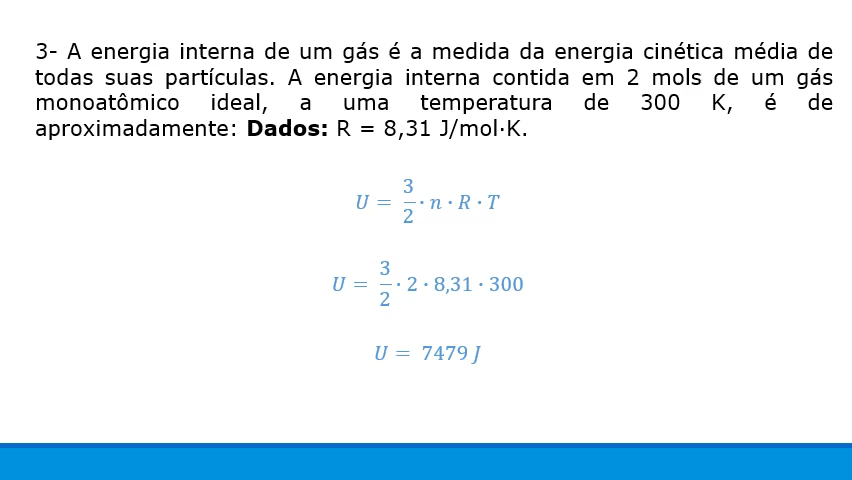 3- A energia interna de um gás é a medida da energia cinética média de
todas suas partículas. A energia interna contida em 2 mols de um gás
monoatômico ideal, a uma temperatura de 300 K, é de
aproximadamente: Dados: R = 8,31 J/mol·K.
U = 3/2 · n · R · T
U = 3/2 · 2 · 8,31 · 300
U = 7479 J